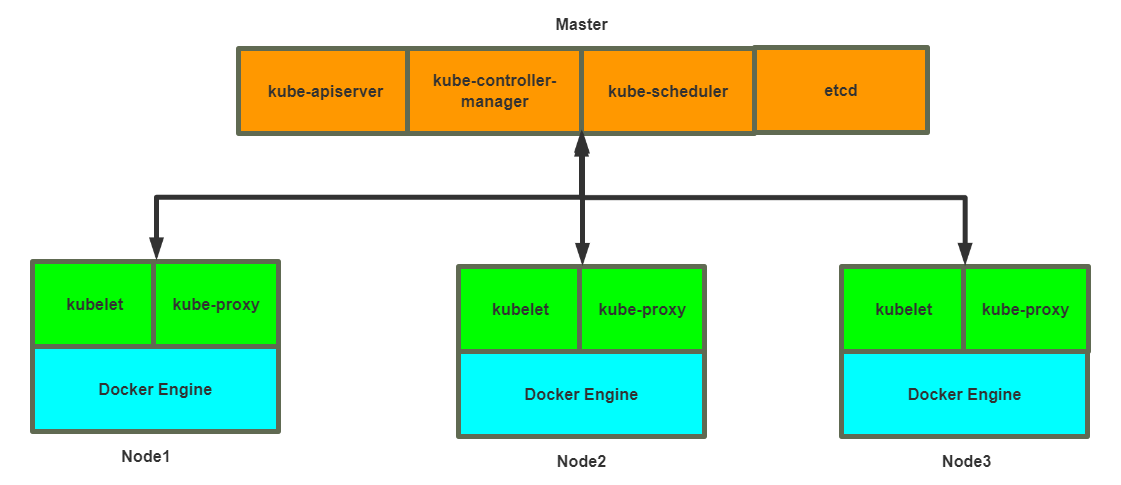 Master
kube-apiserver
kube-controller-
manager
kube-scheduler
etcd
kubelet
kube-proxy
Docker Engine
Node1
kubelet
kube-proxy
Docker Engine
Node2
kubelet
kube-proxy
Docker Engine
Node3